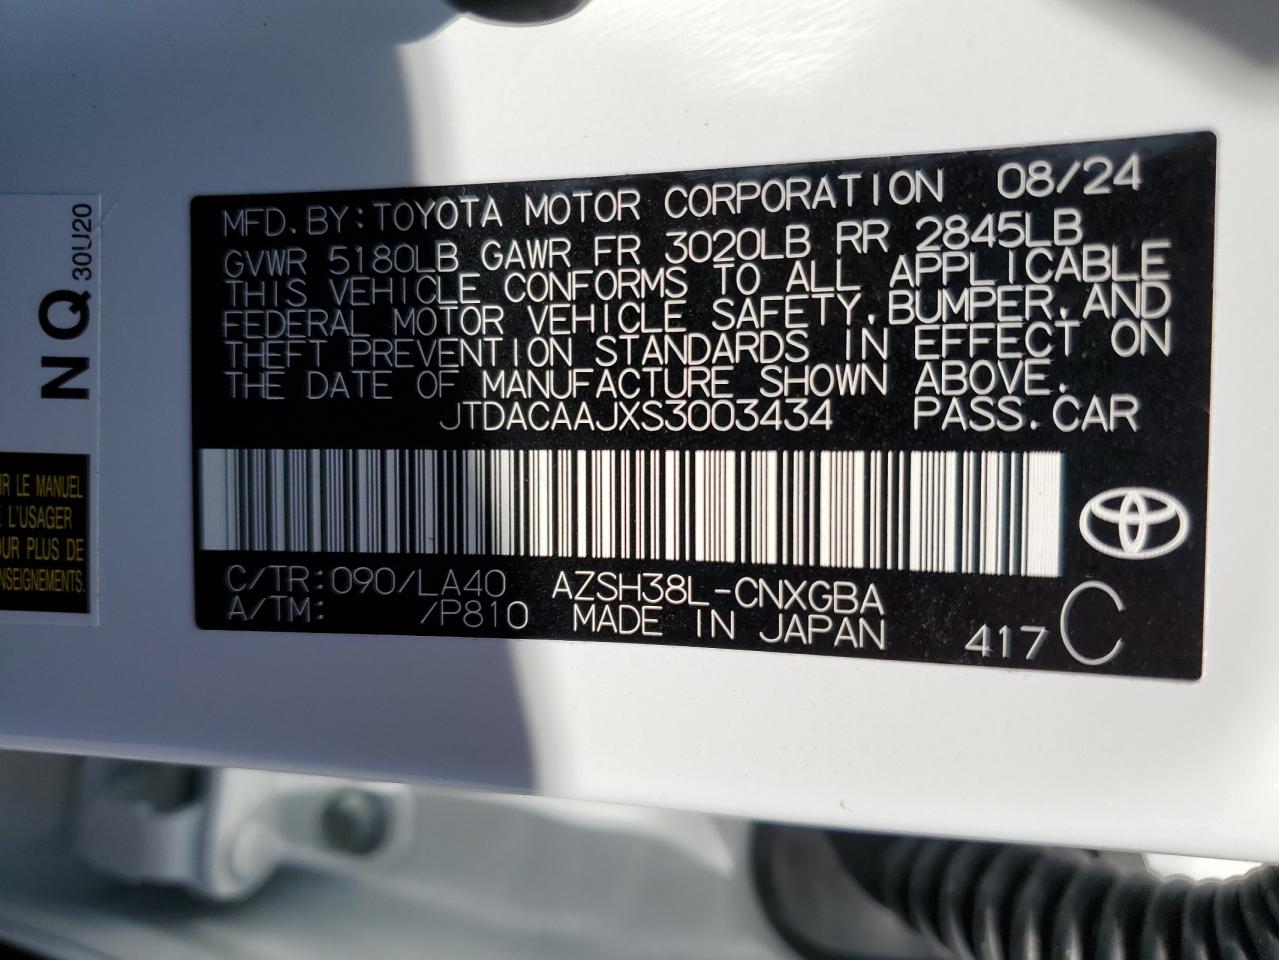 MFD. BY: TOYOTA MOTOR CORPORATION 08/24
GVWR 5180LB GAWR FR 3020LB RR 2845LB
THIS VEHICLE CONFORMS TO ALL APPLICABLE
FEDERAL MOTOR VEHICLE SAFETY, BUMPER, AND
THEFT PREVENTION STANDARDS IN EFFECT ON
THE DATE OF MANUFACTURE SHOWN ABOVE.
JTDACAAJXS3003434 PASS. CAR
C/TR: 090/LA40 AZSH38L-CNXGBA
A/TM: /P810 MADE IN JAPAN 417 C
NQ 30U20
LE MANUEL
L'USAGER
PLUS DE